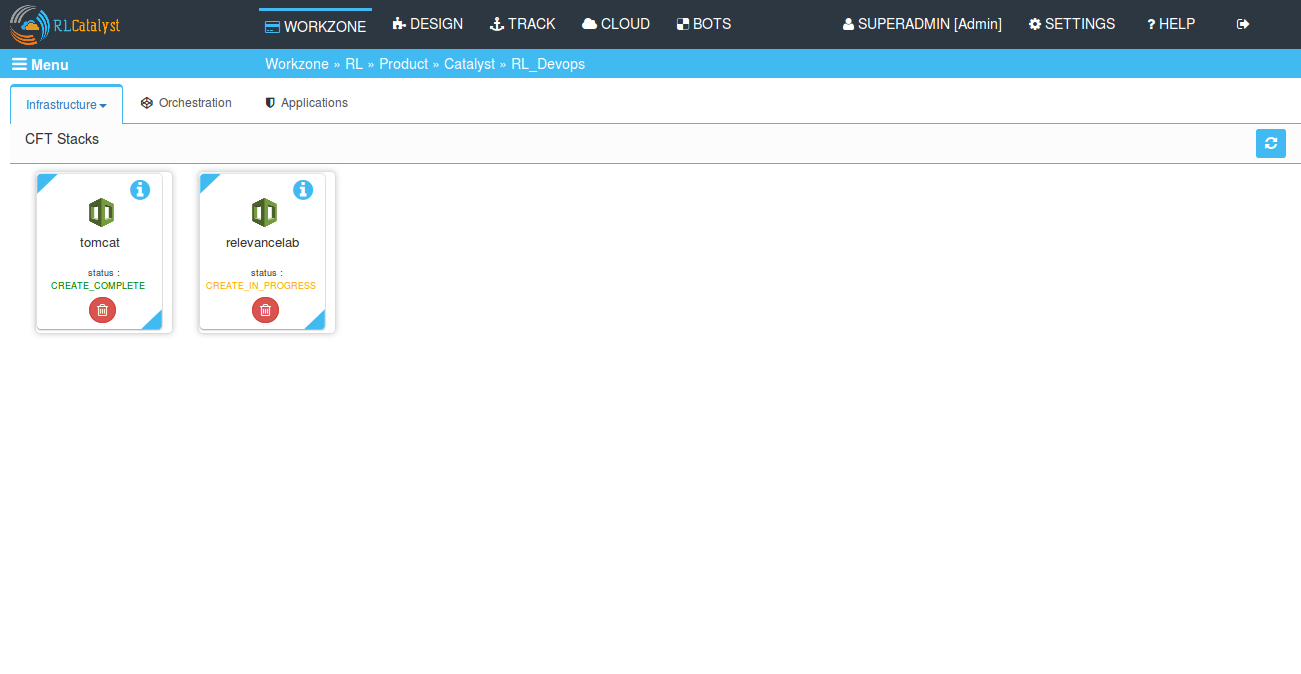 RLCatalyst
WORKZONE
DESIGN
TRACK
CLOUD
BOTS
SUPERADMIN [Admin]
SETTINGS
? HELP
Menu
Workzone » RL » Product » Catalyst » RL_Devops
Infrastructure
Orchestration
Applications
CFT Stacks
tomcat
status :
CREATE_COMPLETE
relevancelab
status :
CREATE_IN_PROGRESS